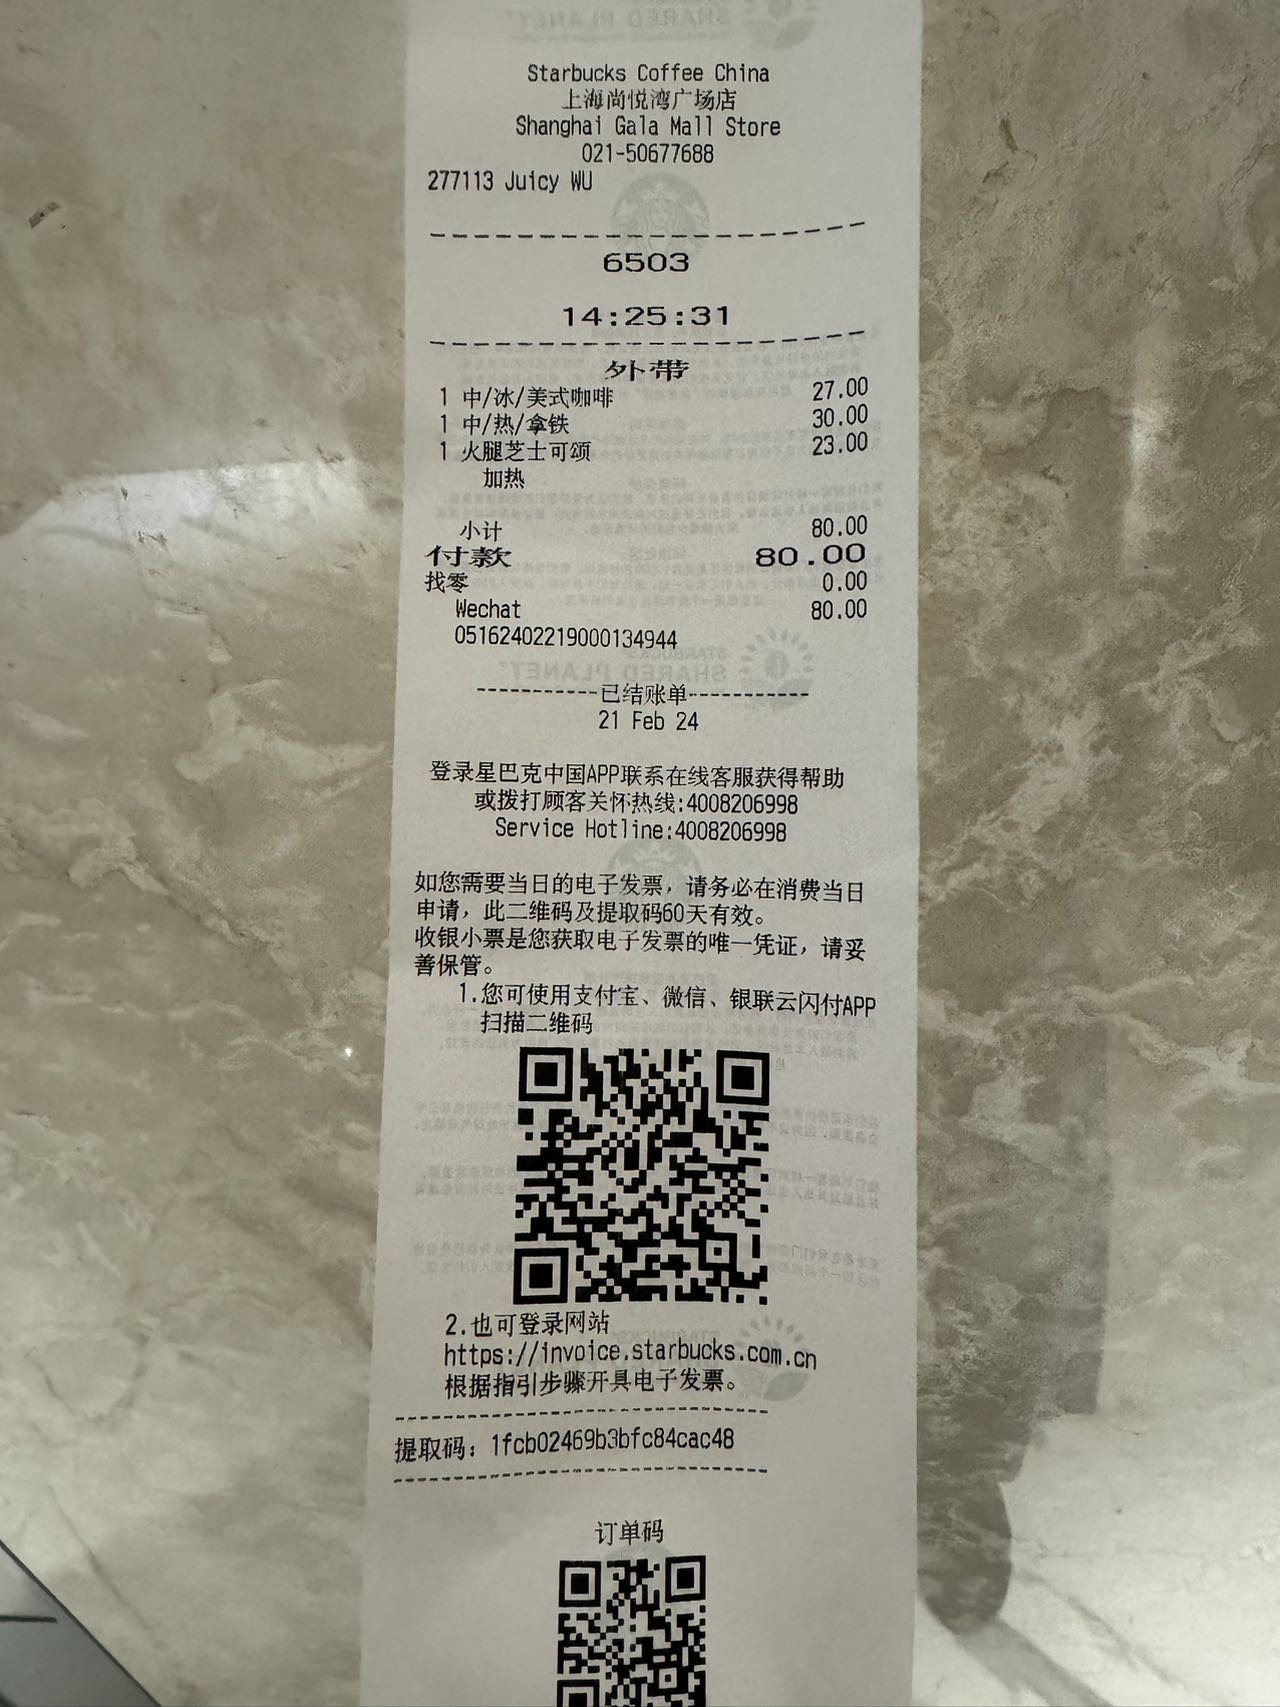 Starbucks Coffee China
上海尚悦湾广场店
Shanghai Gala Mall Store
021-50677688
277113 Juicy WU
6503
14:25:31
外带
1 中/冰/美式咖啡 27.00
1 中/热/拿铁 30.00
1 火腿芝士可颂 23.00
加热
小计 80.00
付款 80.00
找零 0.00
Wechat 80.00
05162402219000134944
-----------已结账单-----------
21 Feb 24
登录星巴克中国APP联系在线客服获得帮助
或拨打顾客关怀热线:4008206998
Service Hotline:4008206998
如您需要当日的电子发票，请务必在消费当日
申请，此二维码及提取码60天有效。
收银小票是您获取电子发票的唯一凭证，请妥
善保管。
1.您可使用支付宝、微信、银联云闪付APP
扫描二维码
2.也可登录网站
https://invoice.starbucks.com.cn
根据指引步骤开具电子发票。
提取码：1fcb02469b3bfc84cac48
订单码
SHARED PLANET